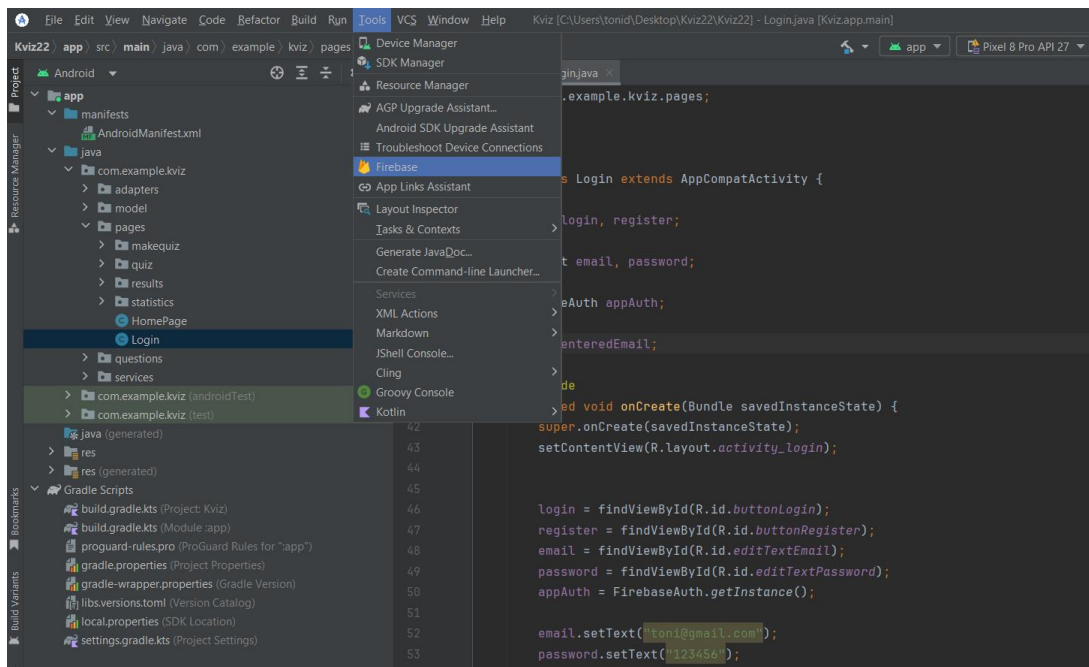 File Edit View Navigate Code Refactor Build Run Tools VCS Window Help Kviz [C:\Users\tonid\Desktop\Kviz22\Kviz22] - Login.java [Kviz.app.main]
Kviz22 app src main java com example kviz pages
app Pixel 8 Pro API 27
Project
Resource Manager
Bookmarks
Build Variants
Android
app
manifests
AndroidManifest.xml
java
com.example.kviz
adapters
model
pages
makequiz
quiz
results
statistics
HomePage
Login
questions
services
com.example.kviz (androidTest)
com.example.kviz (test)
java (generated)
res
res (generated)
Gradle Scripts
build.gradle.kts (Project: Kviz)
build.gradle.kts (Module :app)
proguard-rules.pro (ProGuard Rules for ":app")
gradle.properties (Project Properties)
gradle-wrapper.properties (Gradle Version)
libs.versions.toml (Version Catalog)
local.properties (SDK Location)
settings.gradle.kts (Project Settings)
Device Manager
SDK Manager
Resource Manager
AGP Upgrade Assistant...
Android SDK Upgrade Assistant
Troubleshoot Device Connections
Firebase
App Links Assistant
Layout Inspector
Tasks & Contexts
Generate JavaDoc...
Create Command-line Launcher...
Services
XML Actions
Markdown
JShell Console...
Cling
Groovy Console
Kotlin
gin.java
.example.kviz.pages;
s Login extends AppCompatActivity {
login, register;
t email, password;
eAuth appAuth;
enteredEmail;
de
ed void onCreate(Bundle savedInstanceState) {
42 super.onCreate(savedInstanceState);
43 setContentView(R.layout.activity_login);
44
45
46 login = findViewById(R.id.buttonLogin);
47 register = findViewById(R.id.buttonRegister);
48 email = findViewById(R.id.editTextEmail);
49 password = findViewById(R.id.editTextPassword);
50 appAuth = FirebaseAuth.getInstance();
51
52 email.setText("toni@gmail.com");
53 password.setText("123456");